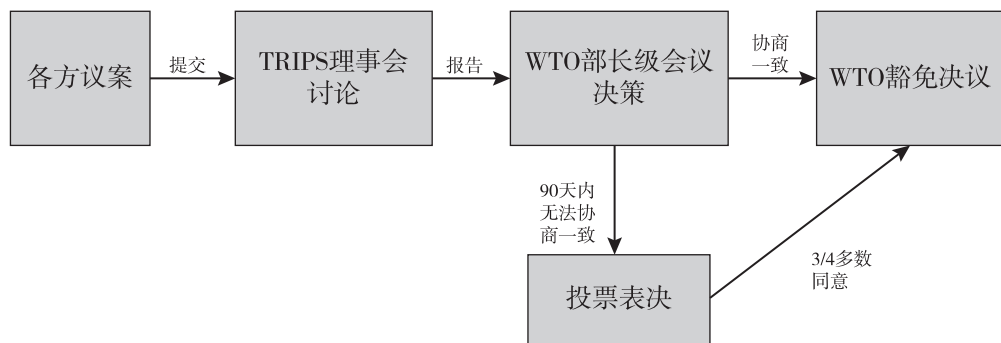 各方议案
提交
TRIPS理事会
讨论
报告
WTO部长级会议
决策
协商
一致
WTO豁免决议
90天内
无法协
商一致
投票表决
3/4多数
同意